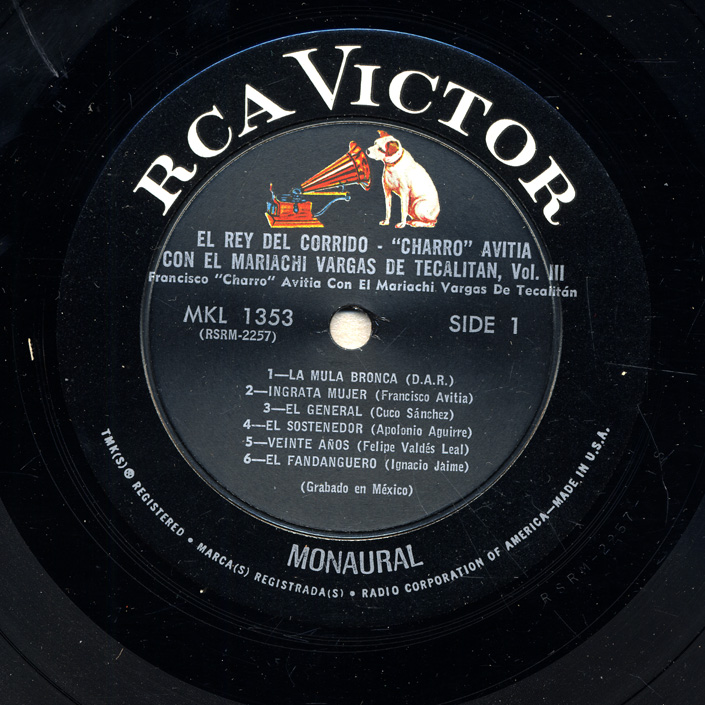 RCA VICTOR
EL REY DEL CORRIDO - "CHARRO" AVITIA
CON EL MARIACHI VARGAS DE TECALITAN, Vol. III
Francisco "Charro" Avitia Con El Mariachi Vargas De Tecalitán
MKL 1353
(RSRM-2257)
SIDE 1
1—LA MULA BRONCA (D.A.R.)
2—INGRATA MUJER (Francisco Avitia)
3—EL GENERAL (Cuco Sánchez)
4—EL SOSTENEDOR (Apolonio Aguirre)
5—VEINTE AÑOS (Felipe Valdés Leal)
6—EL FANDANGUERO (Ignacio Jaime)
(Grabado en México)
MONAURAL
TMK(S) ® REGISTERED • MARCA(S) REGISTRADA(S) • RADIO CORPORATION OF AMERICA—MADE IN U.S.A.
RSRM 2257